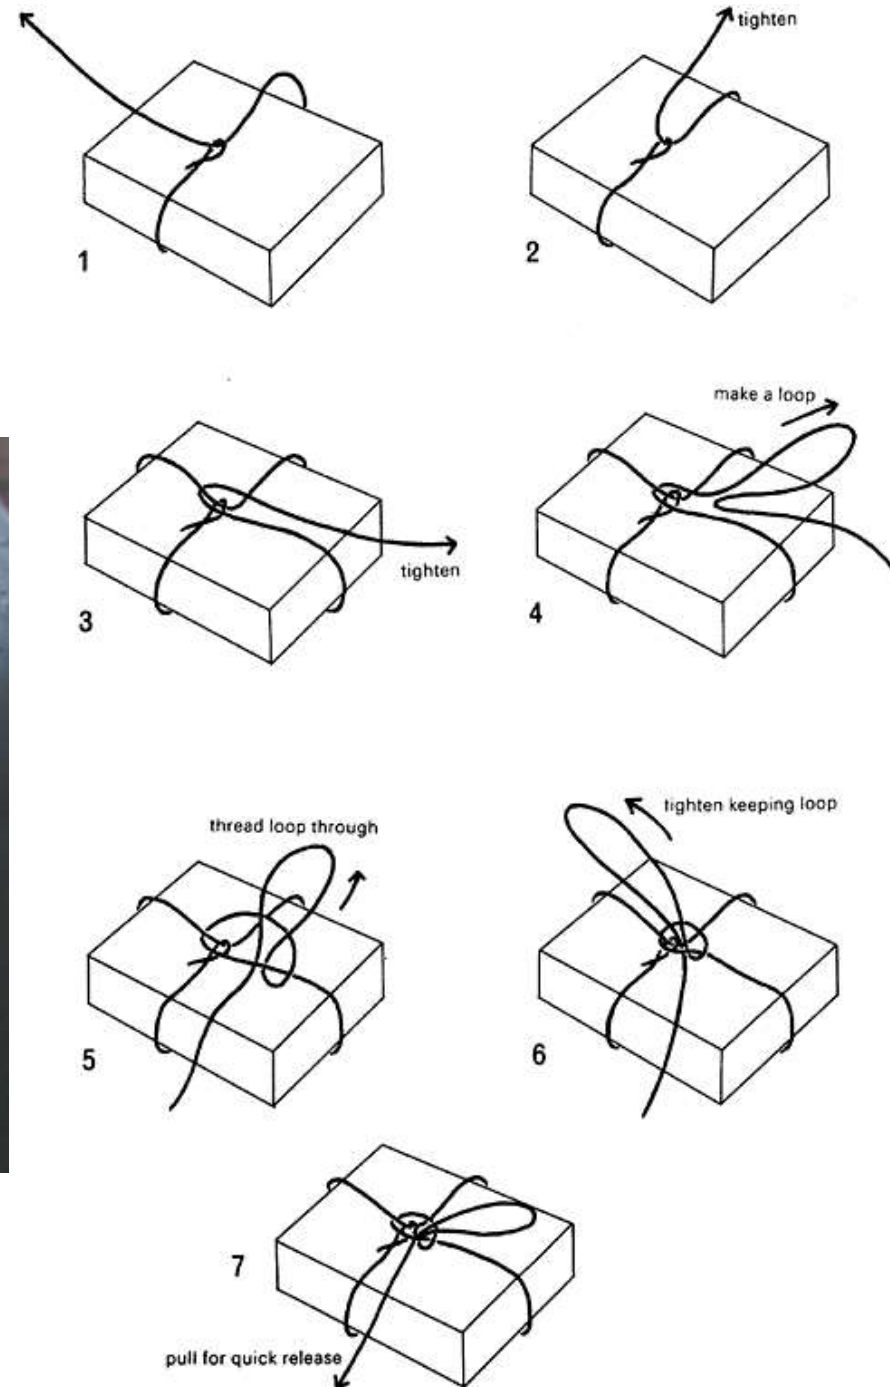 tighten
1
2
make a loop
tighten
3
4
thread loop through
tighten keeping loop
5
6
7
pull for quick release